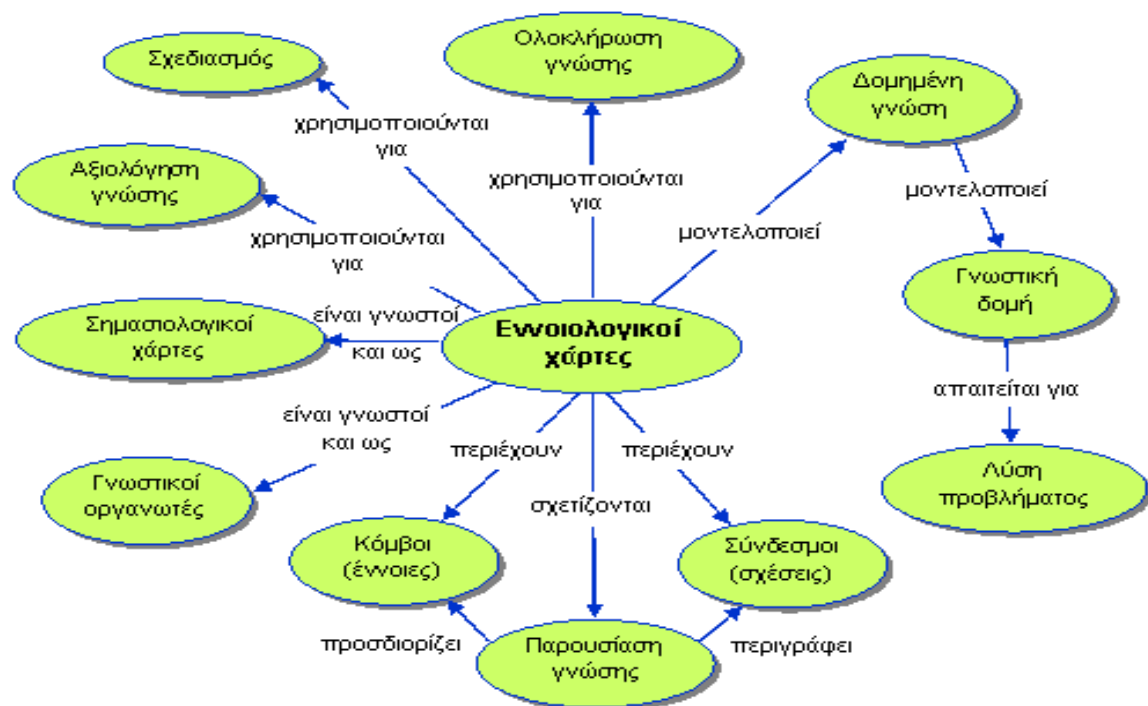 Σχεδιασμός
Ολοκλήρωση
γνώσης
Δομημένη
γνώση
χρησιμοποιούνται
για
Αξιολόγηση
γνώσης
χρησιμοποιούνται
για
μοντελοποιεί
χρησιμοποιούνται
για
μοντελοποιεί
Σημασιολογικοί
χάρτες
είναι γνωστοί
και ως
Εννοιολογικοί
χάρτες
Γνωστική
δομή
είναι γνωστοί
και ως
απαιτείται για
περιέχουν
περιέχουν
Γνωστικοί
οργανωτές
σχετίζονται
Λύση
προβλήματος
Κόμβοι
(έννοιες)
Σύνδεσμοι
(σχέσεις)
προσδιορίζει
Παρουσίαση
γνώσης
περιγράφει